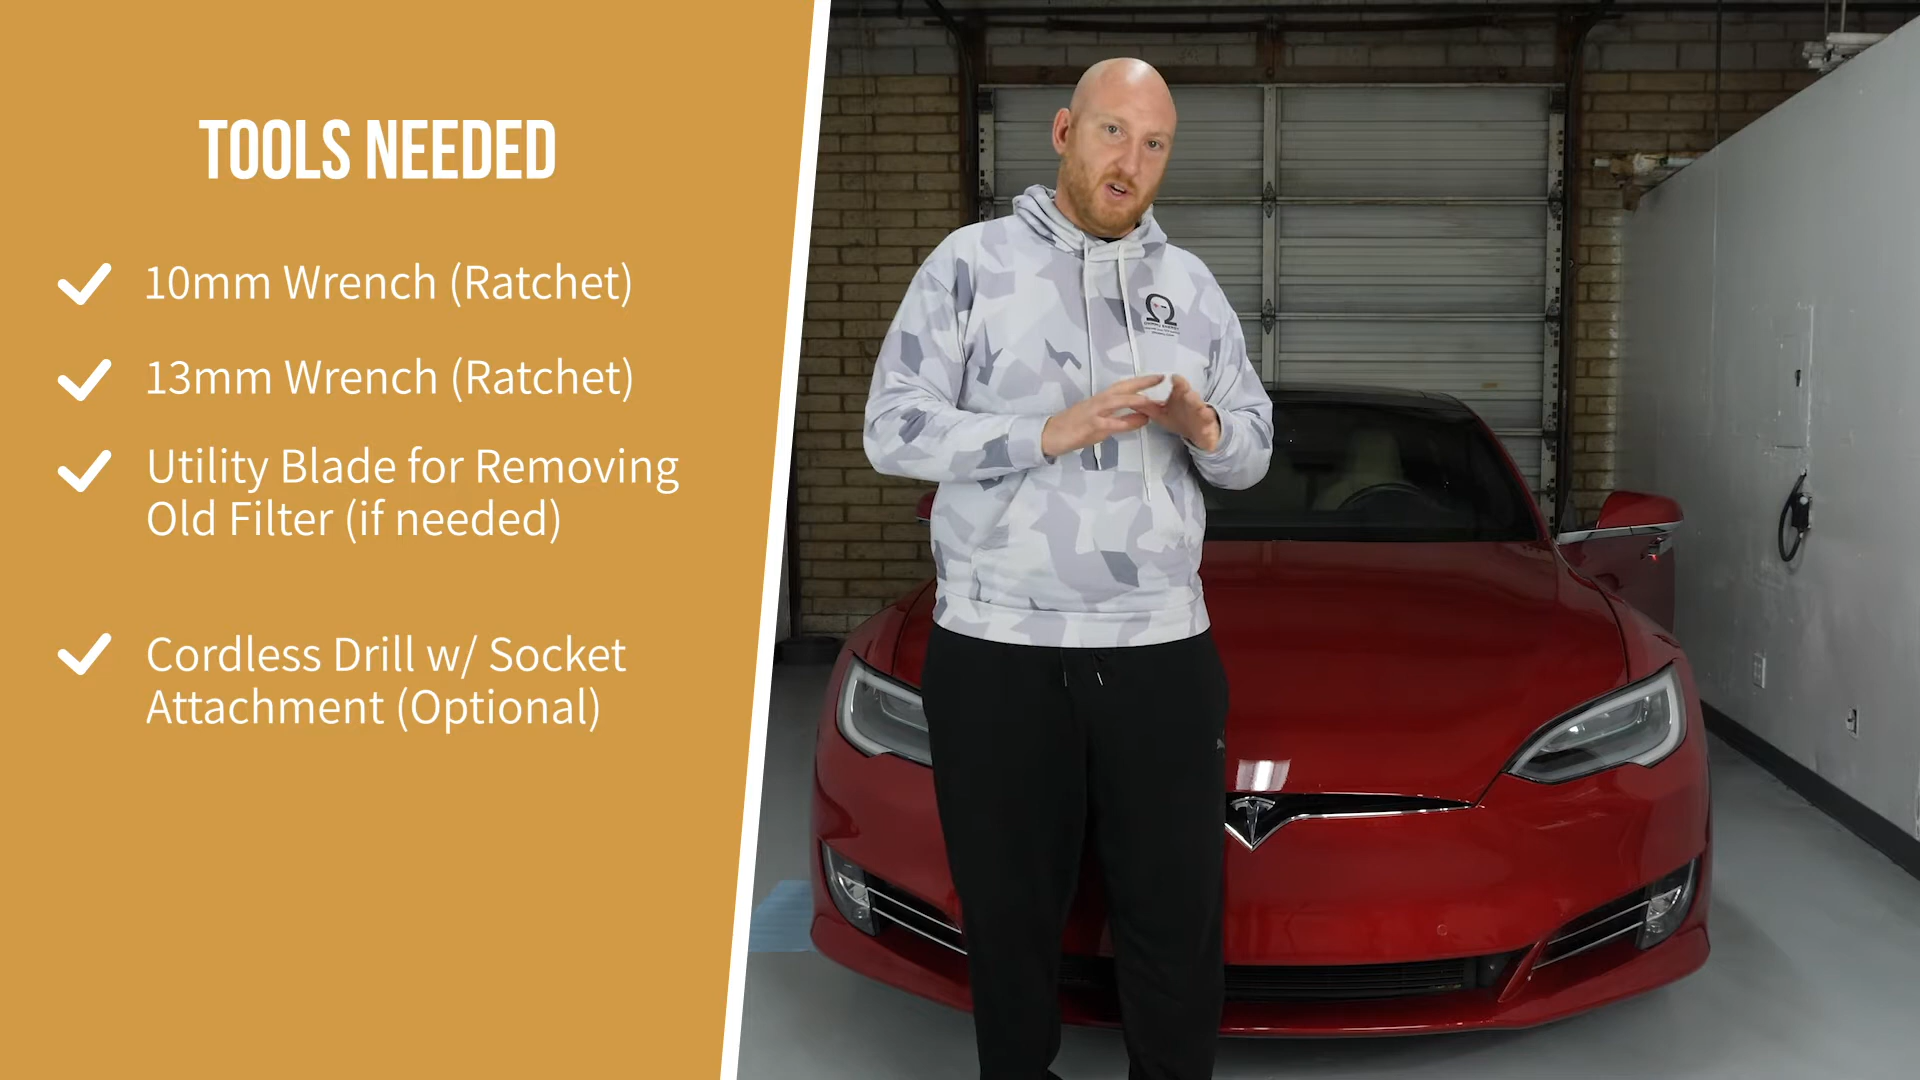 TOOLS NEEDED
10mm Wrench (Ratchet)
13mm Wrench (Ratchet)
Utility Blade for Removing
Old Filter (if needed)
Cordless Drill w/ Socket
Attachment (Optional)